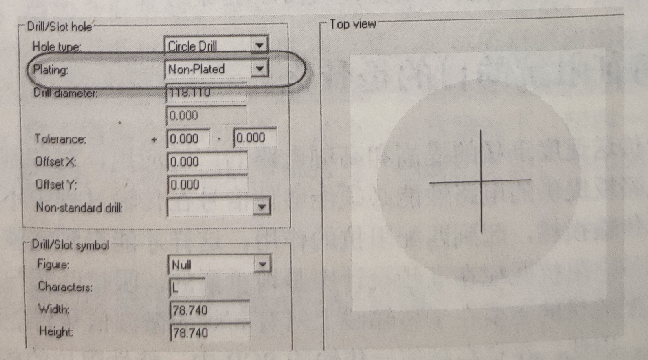 Drill/Slot hole
Hole type: Circle Drill
Plating: Non-Plated
Drill diameter: 118.110
0.000
Tolerance: + 0.000 - 0.000
Offset X: 0.000
Offset Y: 0.000
Non-standard drill:
Drill/Slot symbol
Figure: Null
Characters: L
Width: 78.740
Height: 78.740
Top view